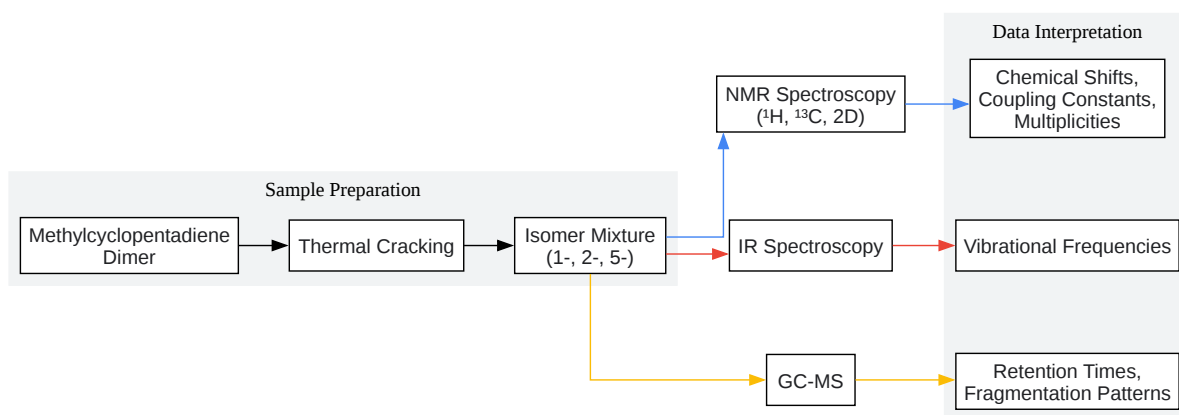 Data Interpretation
NMR Spectroscopy
(¹H, ¹³C, 2D)
Chemical Shifts,
Coupling Constants,
Multiplicities
Sample Preparation
Methylcyclopentadiene
Dimer
Thermal Cracking
Isomer Mixture
(1-, 2-, 5-)
IR Spectroscopy
Vibrational Frequencies
GC-MS
Retention Times,
Fragmentation Patterns